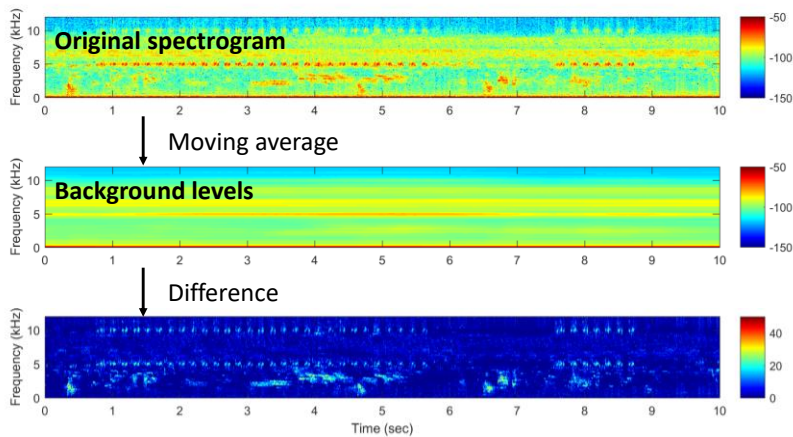 Original spectrogram
Frequency (kHz)
10
5
0
0 1 2 3 4 5 6 7 8 9 10
-50
-100
-150
Moving average
Background levels
Frequency (kHz)
10
5
0
0 1 2 3 4 5 6 7 8 9 10
-50
-100
-150
Difference
Frequency (kHz)
10
5
0
0 1 2 3 4 5 6 7 8 9 10
Time (sec)
40
20
0